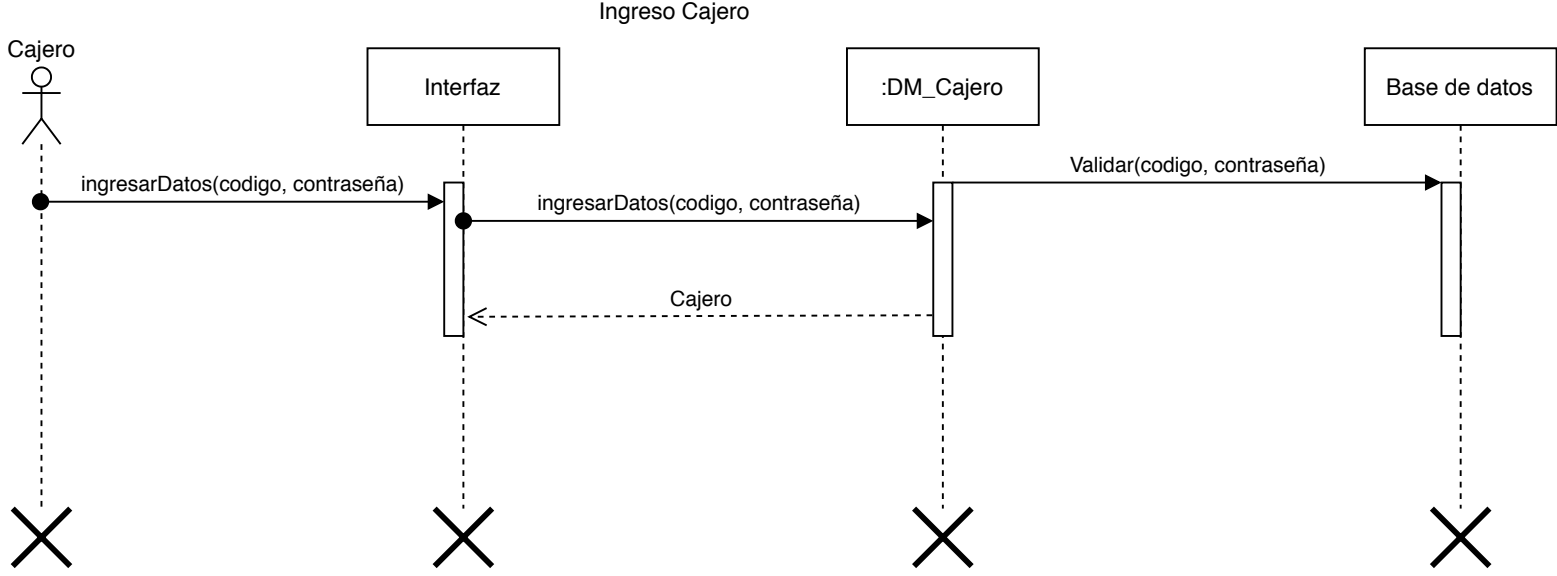 Ingreso Cajero
Cajero
Interfaz
:DM_Cajero
Base de datos
Validar(codigo, contraseña)
ingresarDatos(codigo, contraseña)
ingresarDatos(codigo, contraseña)
Cajero